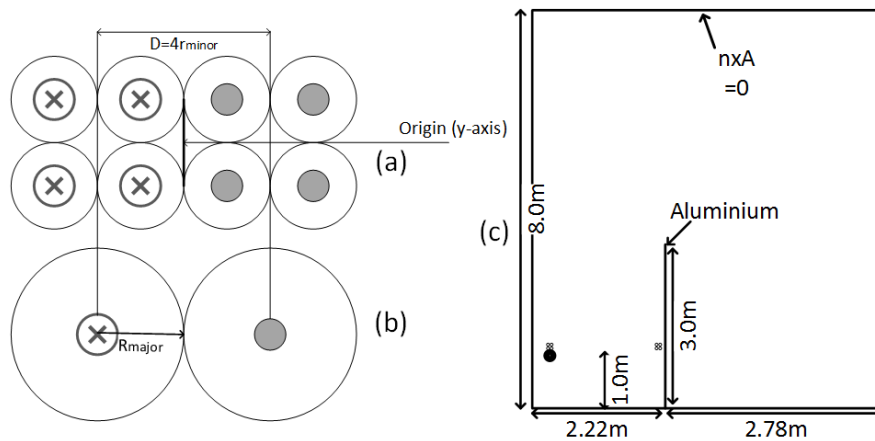 D=4rminor
Origin (y-axis)
(a)
Rmajor
(b)
nxA
=0
8.0m
(c)
Aluminium
3.0m
1.0m
2.22m
2.78m